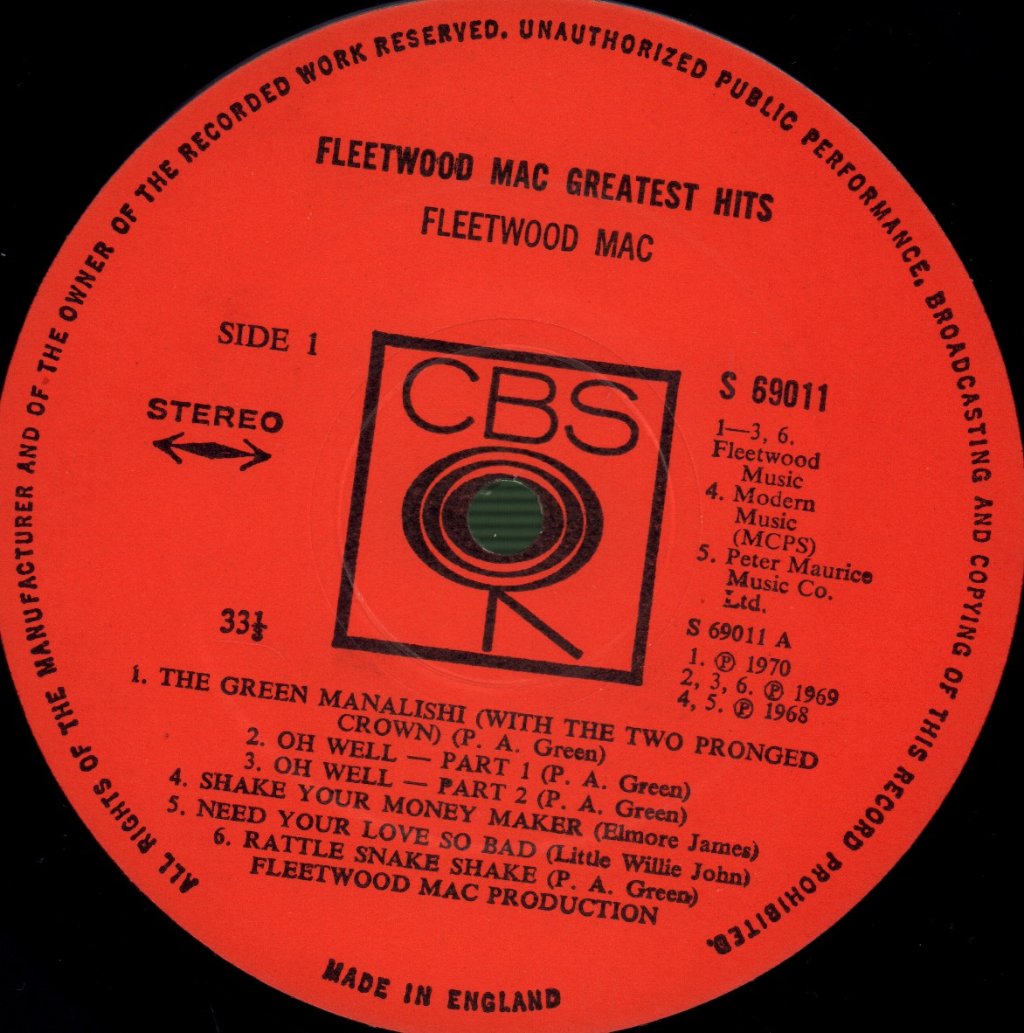 ALL RIGHTS OF THE MANUFACTURER AND OF THE OWNER OF THE RECORDED WORK RESERVED. UNAUTHORIZED PUBLIC PERFORMANCE, BROADCASTING AND COPYING OF THIS RECORD PROHIBITED.
FLEETWOOD MAC GREATEST HITS
FLEETWOOD MAC
SIDE 1
STEREO
CBS
S 69011
1—3, 6.
Fleetwood
Music
4. Modern
Music
(MCPS)
5. Peter Maurice
Music Co.
Ltd.
33⅓
S 69011 A
1. ℗ 1970
2, 3, 6. ℗ 1969
4, 5. ℗ 1968
1. THE GREEN MANALISHI (WITH THE TWO PRONGED
CROWN) (P. A. Green)
2. OH WELL — PART 1 (P. A. Green)
3. OH WELL — PART 2 (P. A. Green)
4. SHAKE YOUR MONEY MAKER (Elmore James)
5. NEED YOUR LOVE SO BAD (Little Willie John)
6. RATTLE SNAKE SHAKE (P. A. Green)
FLEETWOOD MAC PRODUCTION
MADE IN ENGLAND